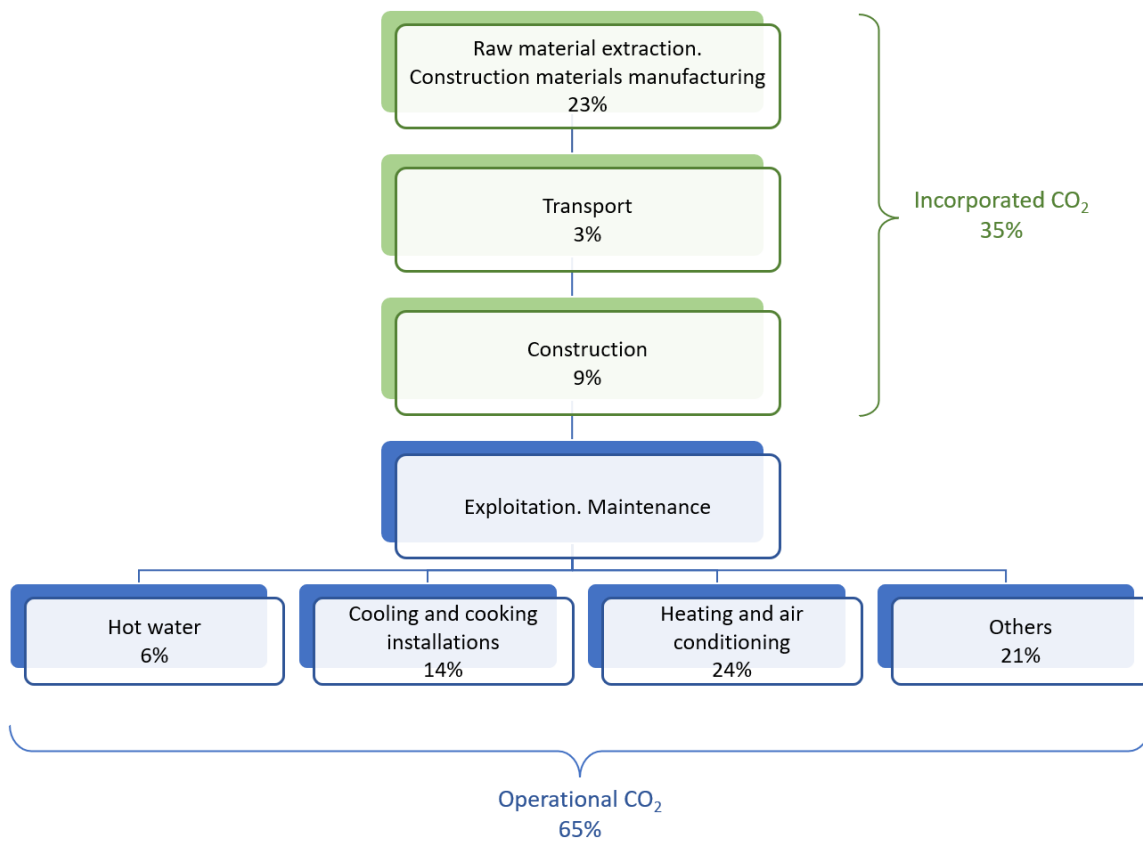 Raw material extraction.
Construction materials manufacturing
23%
Transport
3%
Construction
9%
Incorporated CO₂
35%
Exploitation. Maintenance
Hot water
6%
Cooling and cooking
installations
14%
Heating and air
conditioning
24%
Others
21%
Operational CO₂
65%